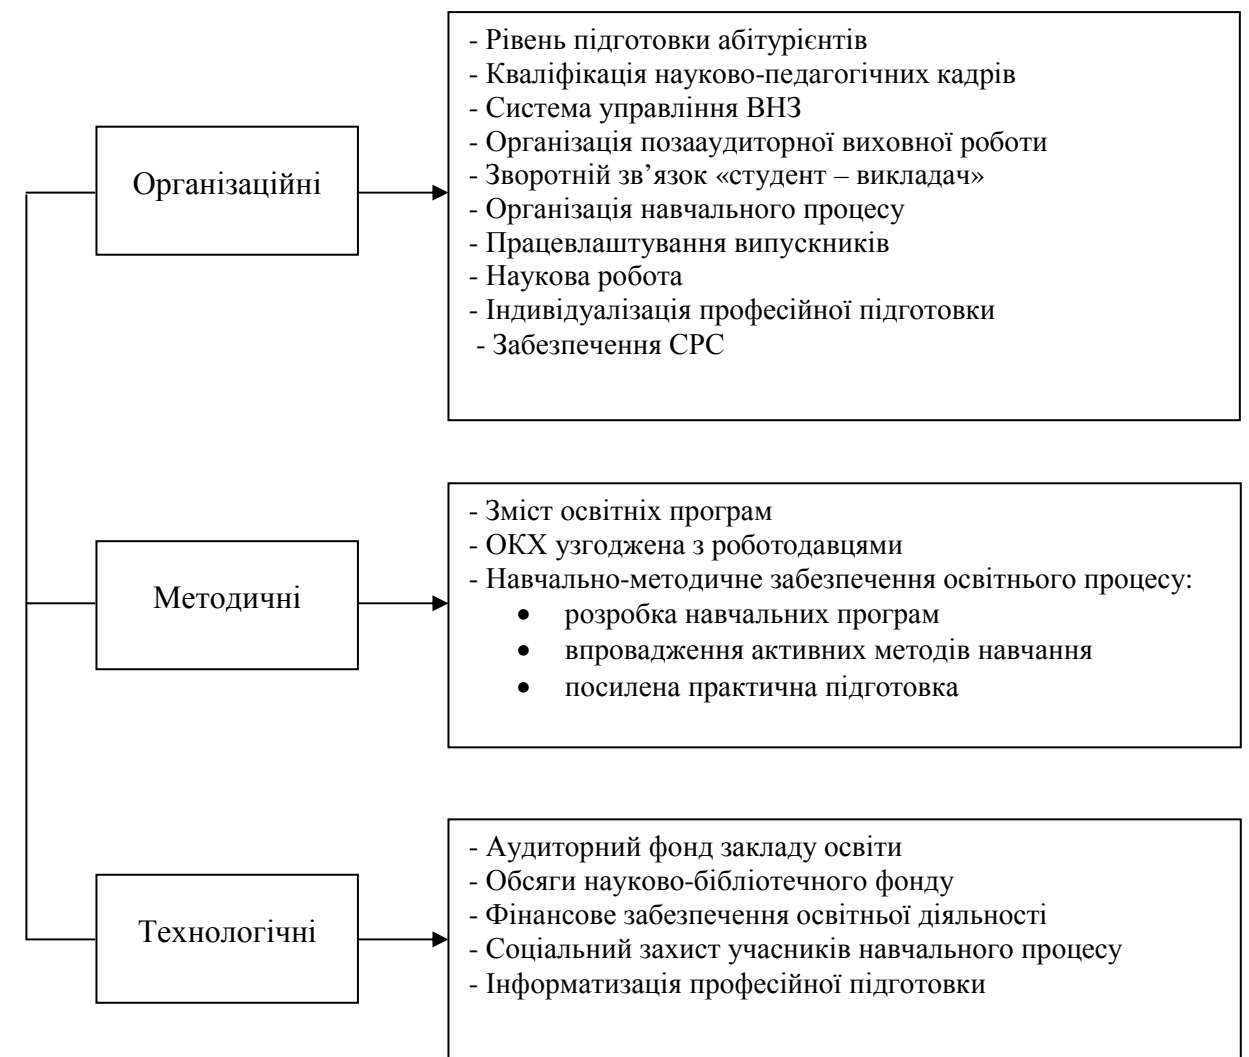 Організаційні
- Рівень підготовки абітурієнтів
- Кваліфікація науково-педагогічних кадрів
- Система управління ВНЗ
- Організація позааудиторної виховної роботи
- Зворотній зв’язок «студент – викладач»
- Організація навчального процесу
- Працевлаштування випускників
- Наукова робота
- Індивідуалізація професійної підготовки
- Забезпечення СРС
Методичні
- Зміст освітніх програм
- ОКХ узгоджена з роботодавцями
- Навчально-методичне забезпечення освітнього процесу:
• розробка навчальних програм
• впровадження активних методів навчання
• посилена практична підготовка
Технологічні
- Аудиторний фонд закладу освіти
- Обсяги науково-бібліотечного фонду
- Фінансове забезпечення освітньої діяльності
- Соціальний захист учасників навчального процесу
- Інформатизація професійної підготовки